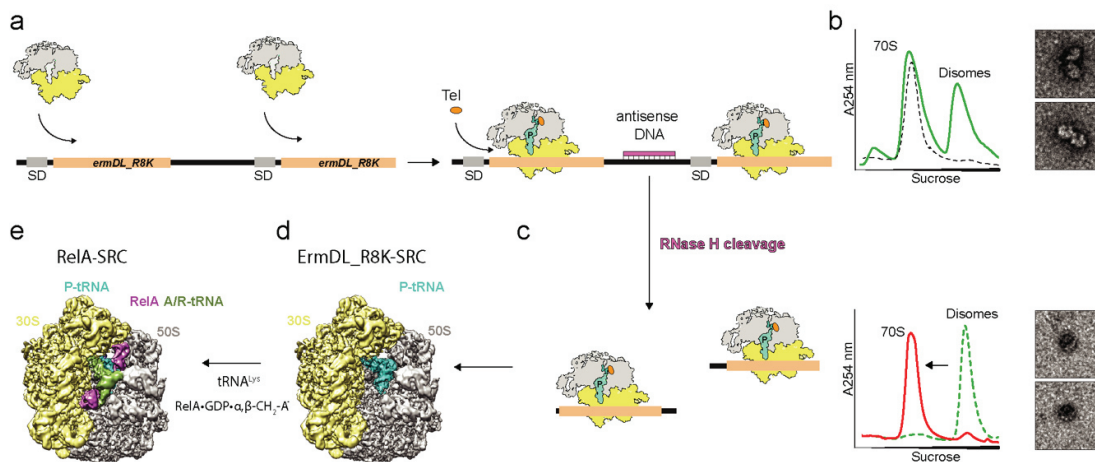 a
SD
ermDL_R8K
SD
ermDL_R8K
Tel
P
antisense
DNA
P
SD
SD
b
A254 nm
70S
Disomes
Sucrose
RNase H cleavage
c
P
P
A254 nm
70S
Disomes
Sucrose
d
ErmDL_R8K-SRC
P-tRNA
30S
50S
tRNALys
RelA•GDP•α,β-CH2-A
e
RelA-SRC
P-tRNA
RelA A/R-tRNA
30S
50S